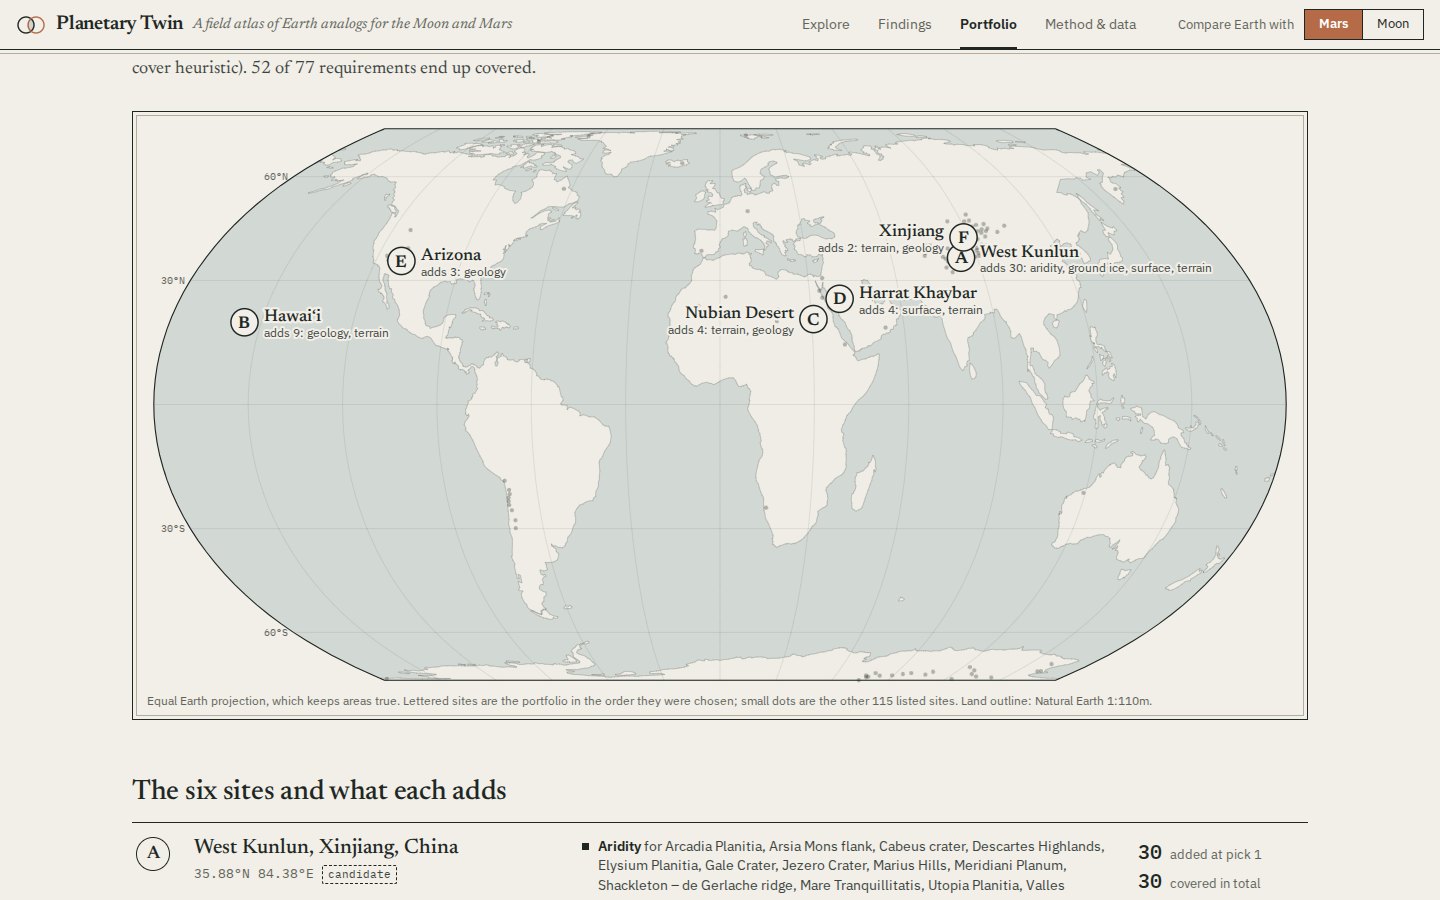 Planetary Twin A field atlas of Earth analogs for the Moon and Mars
Explore Findings Portfolio Method & data Compare Earth with Mars Moon
cover heuristic). 52 of 77 requirements end up covered.
60°N
30°N
30°S
60°S
E Arizona
adds 3: geology
B Hawaiʻi
adds 9: geology, terrain
Xinjiang F
adds 2: terrain, geology
A West Kunlun
adds 30: aridity, ground ice, surface, terrain
D Harrat Khaybar
adds 4: surface, terrain
Nubian Desert C
adds 4: terrain, geology
Equal Earth projection, which keeps areas true. Lettered sites are the portfolio in the order they were chosen; small dots are the other 115 listed sites. Land outline: Natural Earth 1:110m.
The six sites and what each adds
A West Kunlun, Xinjiang, China
35.88°N 84.38°E candidate
Aridity for Arcadia Planitia, Arsia Mons flank, Cabeus crater, Descartes Highlands,
Elysium Planitia, Gale Crater, Jezero Crater, Marius Hills, Meridiani Planum,
Shackleton – de Gerlache ridge, Mare Tranquillitatis, Utopia Planitia, Valles
30 added at pick 1
30 covered in total